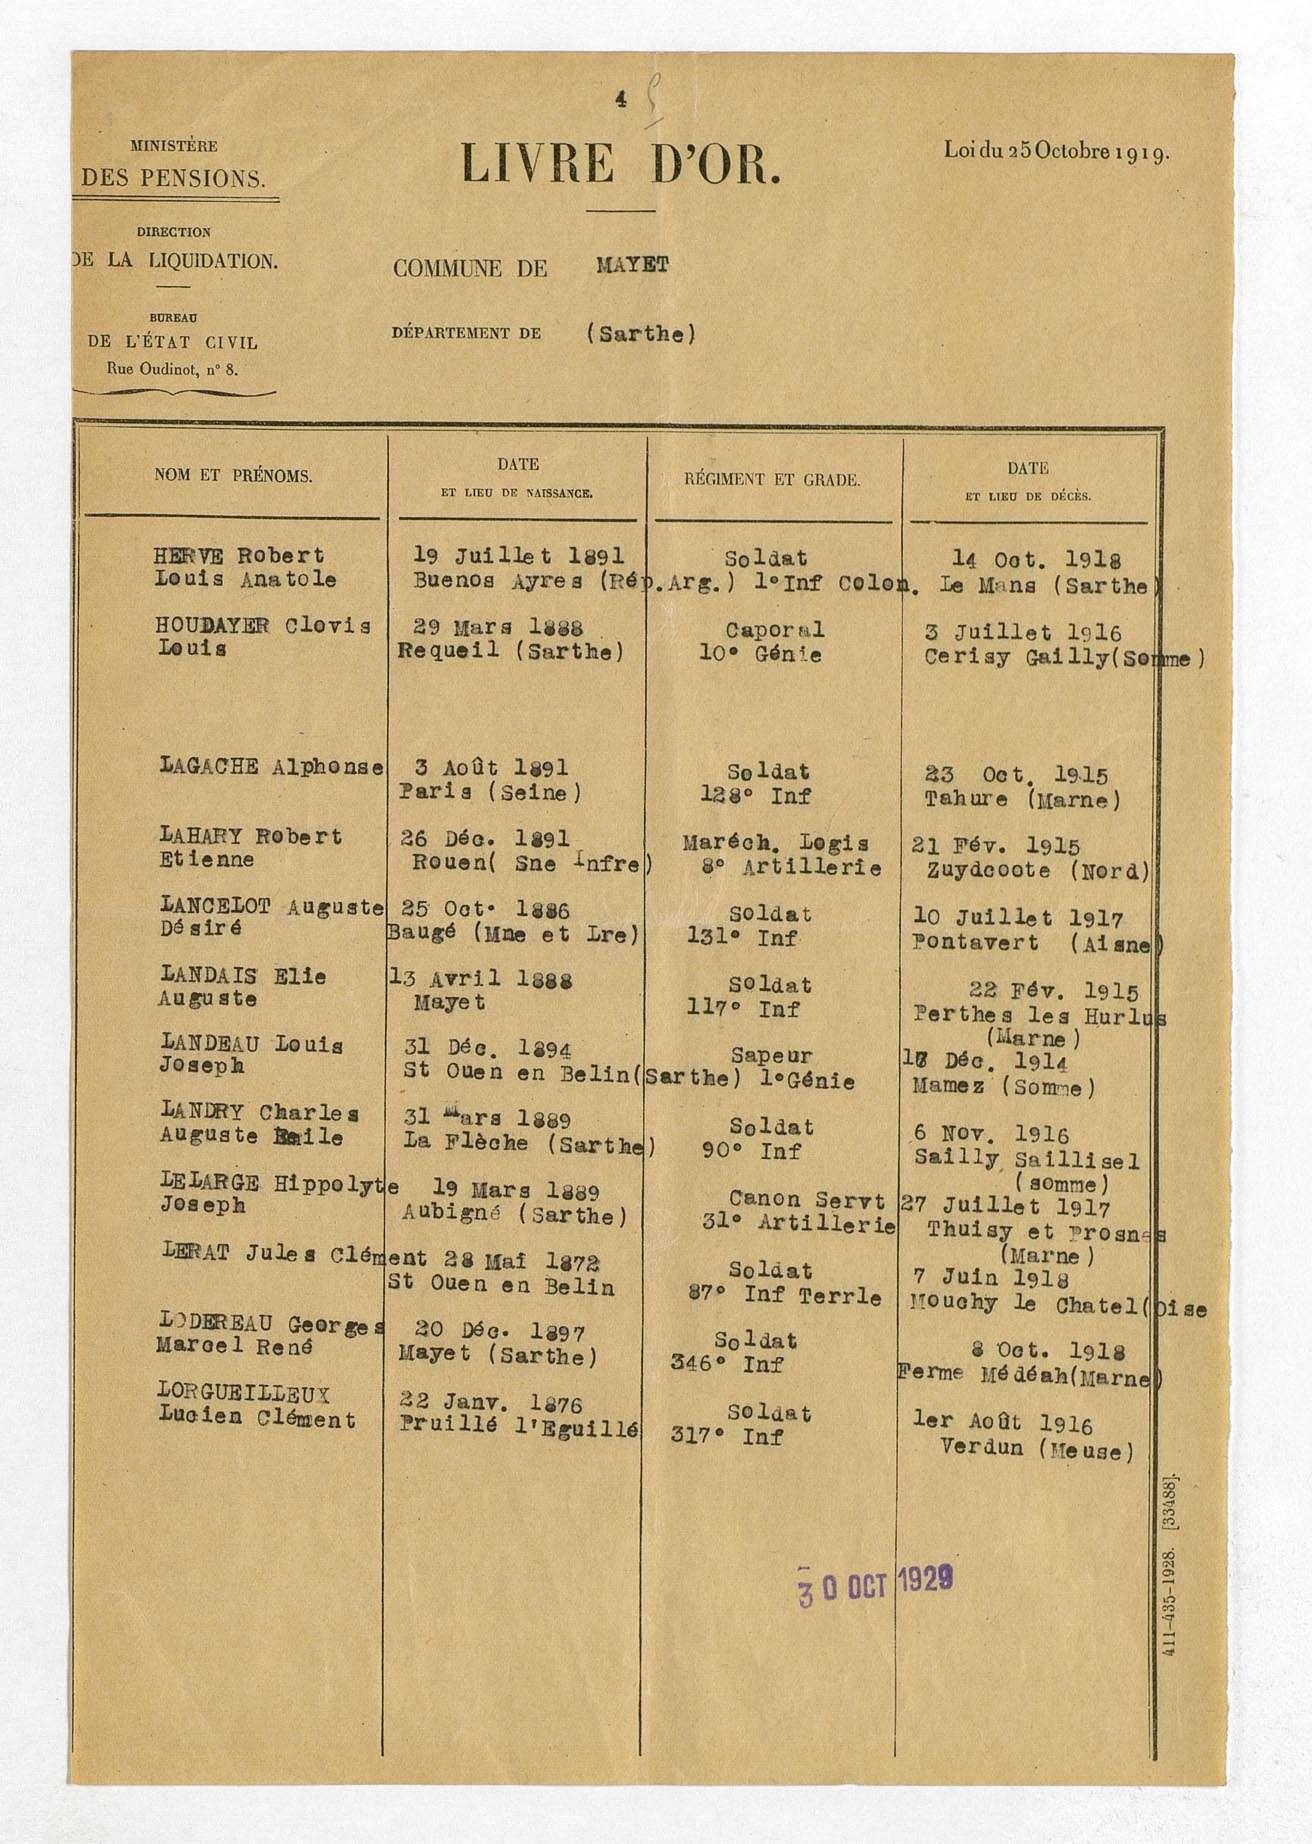 4
MINISTÈRE
DES PENSIONS.
DIRECTION
DE LA LIQUIDATION.
BUREAU
DE L'ÉTAT CIVIL
Rue Oudinot, n° 8.
LIVRE D'OR.
Loi du 25 Octobre 1919.
COMMUNE DE MAYET
DÉPARTEMENT DE (Sarthe)
NOM ET PRÉNOMS.
DATE
ET LIEU DE NAISSANCE.
RÉGIMENT ET GRADE.
DATE
ET LIEU DE DÉCÈS.
HERVE Robert 19 Juillet 1891 Soldat 14 Oct. 1918
Louis Anatole Buenos Ayres (Rép.Arg.) 1°Inf Colon. Le Mans (Sarthe)
HOUDAYER Clovis 29 Mars 1888 Caporal 3 Juillet 1916
Louis Requeil (Sarthe) 10° Génie Cerisy Gailly(Somme)
LAGACHE Alphonse 3 Août 1891 Soldat 23 Oct. 1915
Paris (Seine) 128° Inf Tahure (Marne)
LAHARY Robert 26 Déc. 1891 Maréch. Logis 21 Fév. 1915
Etienne Rouen( Sne Infre) 8° Artillerie Zuydcoote (Nord)
LANCELOT Auguste 25 Oct. 1886 Soldat 10 Juillet 1917
Désiré Baugé (Mne et Lre) 131° Inf Pontavert (Aisne)
LANDAIS Elie 13 Avril 1888 Soldat 22 Fév. 1915
Auguste Mayet 117° Inf Perthes les Hurlus
(Marne)
LANDEAU Louis 31 Déc. 1894 Sapeur Déc. 1914
Joseph St Ouen en Belin(Sarthe) 1°Génie Mamez (Somme)
LANDRY Charles 31 Mars 1889 Soldat 6 Nov. 1916
Auguste Emile La Flèche (Sarthe) 90° Inf Sailly Saillisel
(somme)
LELARGE Hippolyte 19 Mars 1889 Canon Servt 27 Juillet 1917
Joseph Aubigné (Sarthe) 31° Artillerie Thuisy et Prosnes
(Marne)
LERAT Jules Clément 28 Mai 1872 Soldat 7 Juin 1918
St Ouen en Belin 87° Inf Terrle Mouchy le Chatel(Oise
LODEREAU Georges 20 Déc. 1897 Soldat 8 Oct. 1918
Marcel René Mayet (Sarthe) 346° Inf Ferme Médéah(Marne)
LORGUEILLEUX 22 Janv. 1876 Soldat 1er Août 1916
Lucien Clément Pruillé l'Eguillé 317° Inf Verdun (Meuse)
30 OCT 1929
411-435-1928. [33488].